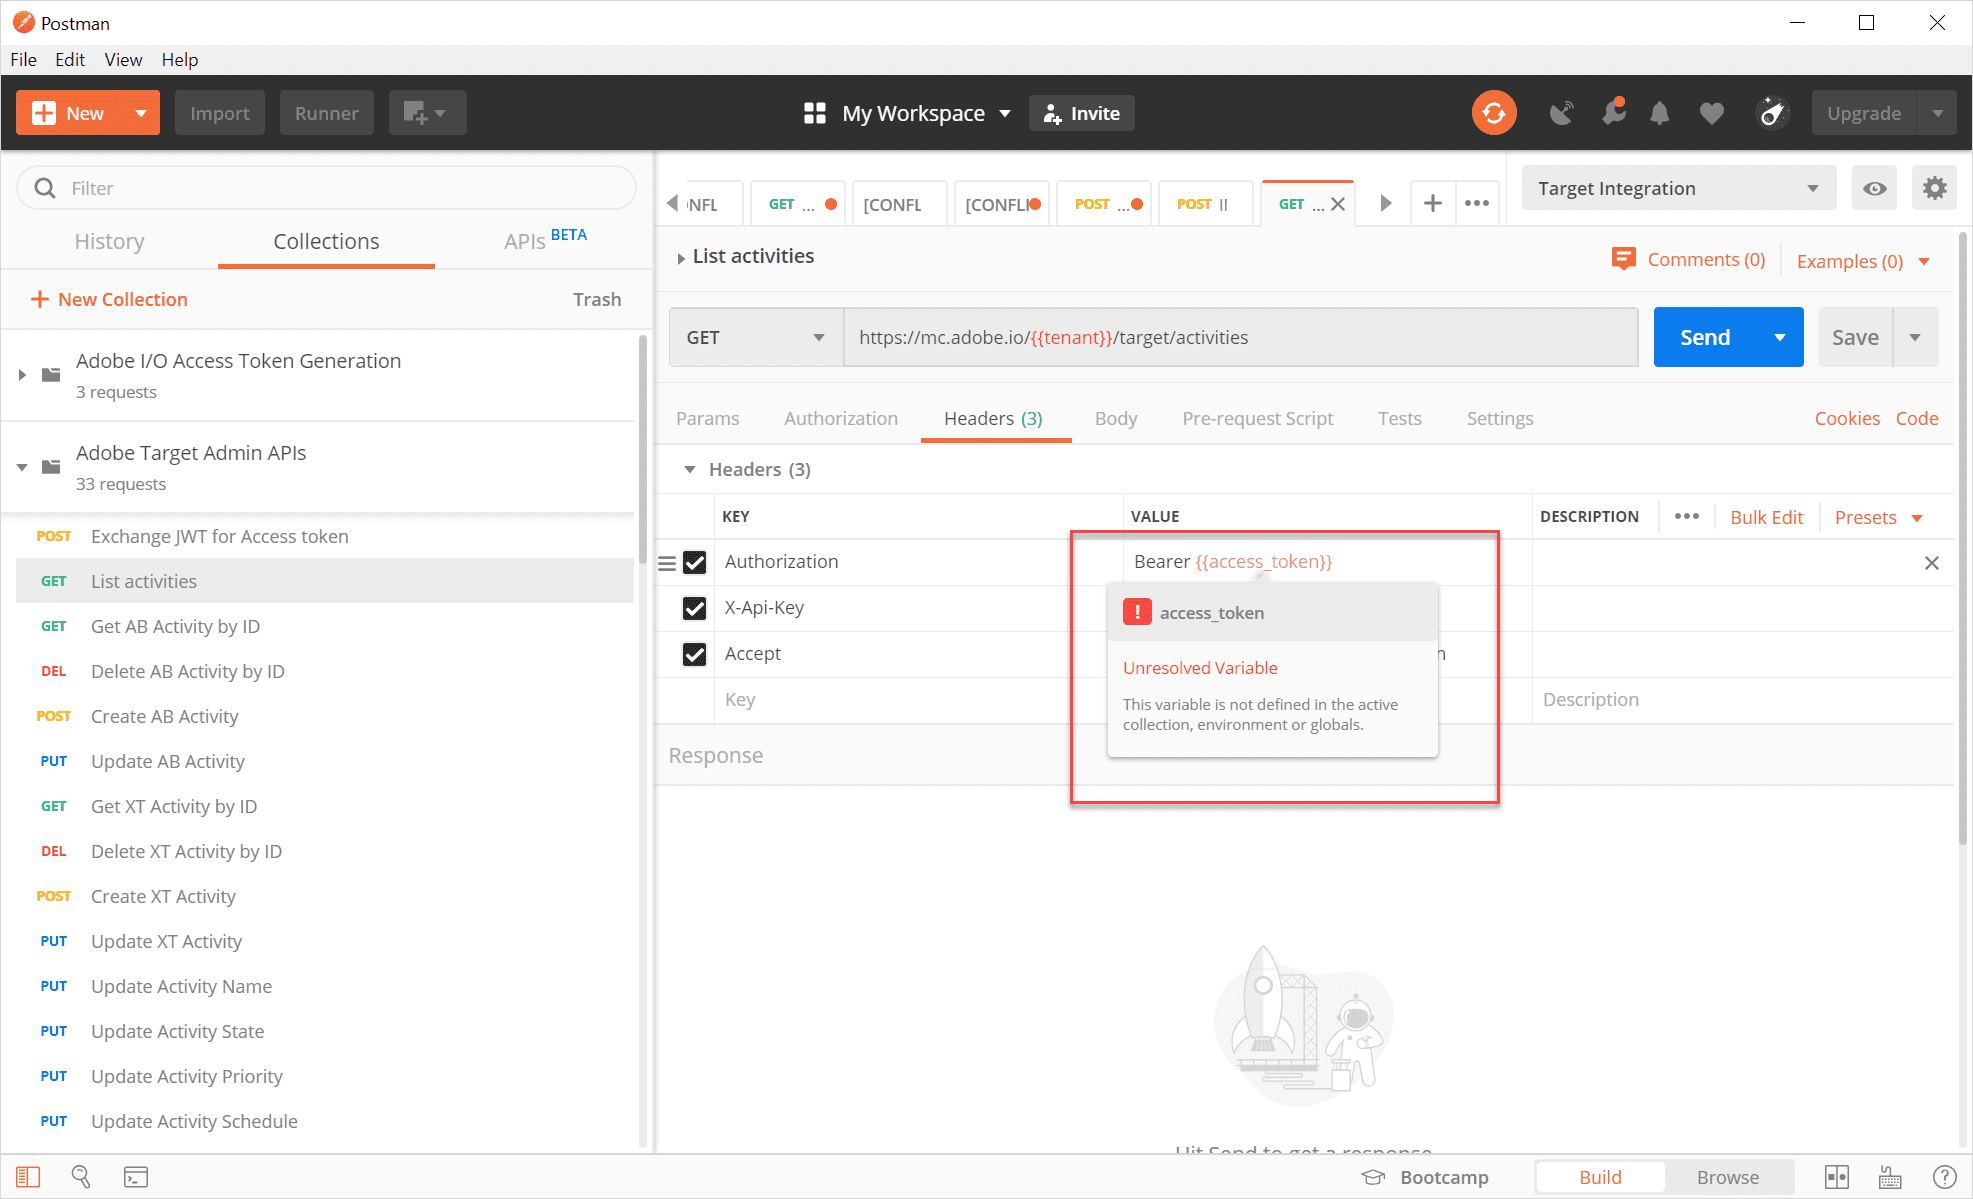 Postman
File Edit View Help
New Import Runner My Workspace Invite Upgrade
Filter
History Collections APIs BETA
New Collection Trash
Adobe I/O Access Token Generation
3 requests
Adobe Target Admin APIs
33 requests
POST Exchange JWT for Access token
GET List activities
GET Get AB Activity by ID
DEL Delete AB Activity by ID
POST Create AB Activity
PUT Update AB Activity
GET Get XT Activity by ID
DEL Delete XT Activity by ID
POST Create XT Activity
PUT Update XT Activity
PUT Update Activity Name
PUT Update Activity State
PUT Update Activity Priority
PUT Update Activity Schedule
GET ... [CONFL [CONFLI POST ... POST GET ...
Target Integration
List activities Comments (0) Examples (0)
GET https://mc.adobe.io/{{tenant}}/target/activities Send Save
Params Authorization Headers (3) Body Pre-request Script Tests Settings Cookies Code
Headers (3)
KEY VALUE DESCRIPTION ••• Bulk Edit Presets
Authorization Bearer {{access_token}}
X-Api-Key
Accept n
Key Description
! access_token
Unresolved Variable
This variable is not defined in the active
collection, environment or globals.
Response
Hit Send to get a response
Bootcamp Build Browse